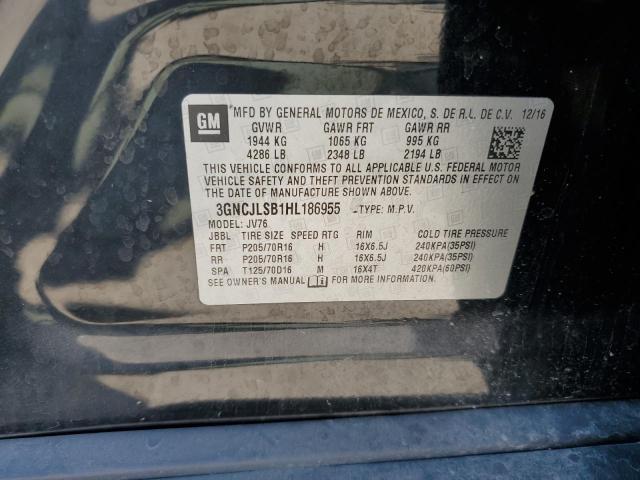 GM
*MFD BY GENERAL MOTORS DE MEXICO, S. DE R.L. DE C.V. 12/16
GVWR GAWR FRT GAWR RR
1944 KG 1065 KG 995 KG
4286 LB 2348 LB 2194 LB
THIS VEHICLE CONFORMS TO ALL APPLICABLE U.S. FEDERAL MOTOR
VEHICLE SAFETY AND THEFT PREVENTION STANDARDS IN EFFECT ON
THE DATE OF MANUFACTURE SHOWN ABOVE.
3GNCJLSB1HL186955 -TYPE: M.P.V.
MODEL: JV76
JBBL TIRE SIZE SPEED RTG RIM COLD TIRE PRESSURE
FRT P205/70R16 H 16X6.5J 240KPA(35PSI)
RR P205/70R16 H 16X6.5J 240KPA(35PSI)
SPA T125/70D16 M 16X4T 420KPA(60PSI)
SEE OWNER'S MANUAL FOR MORE INFORMATION.